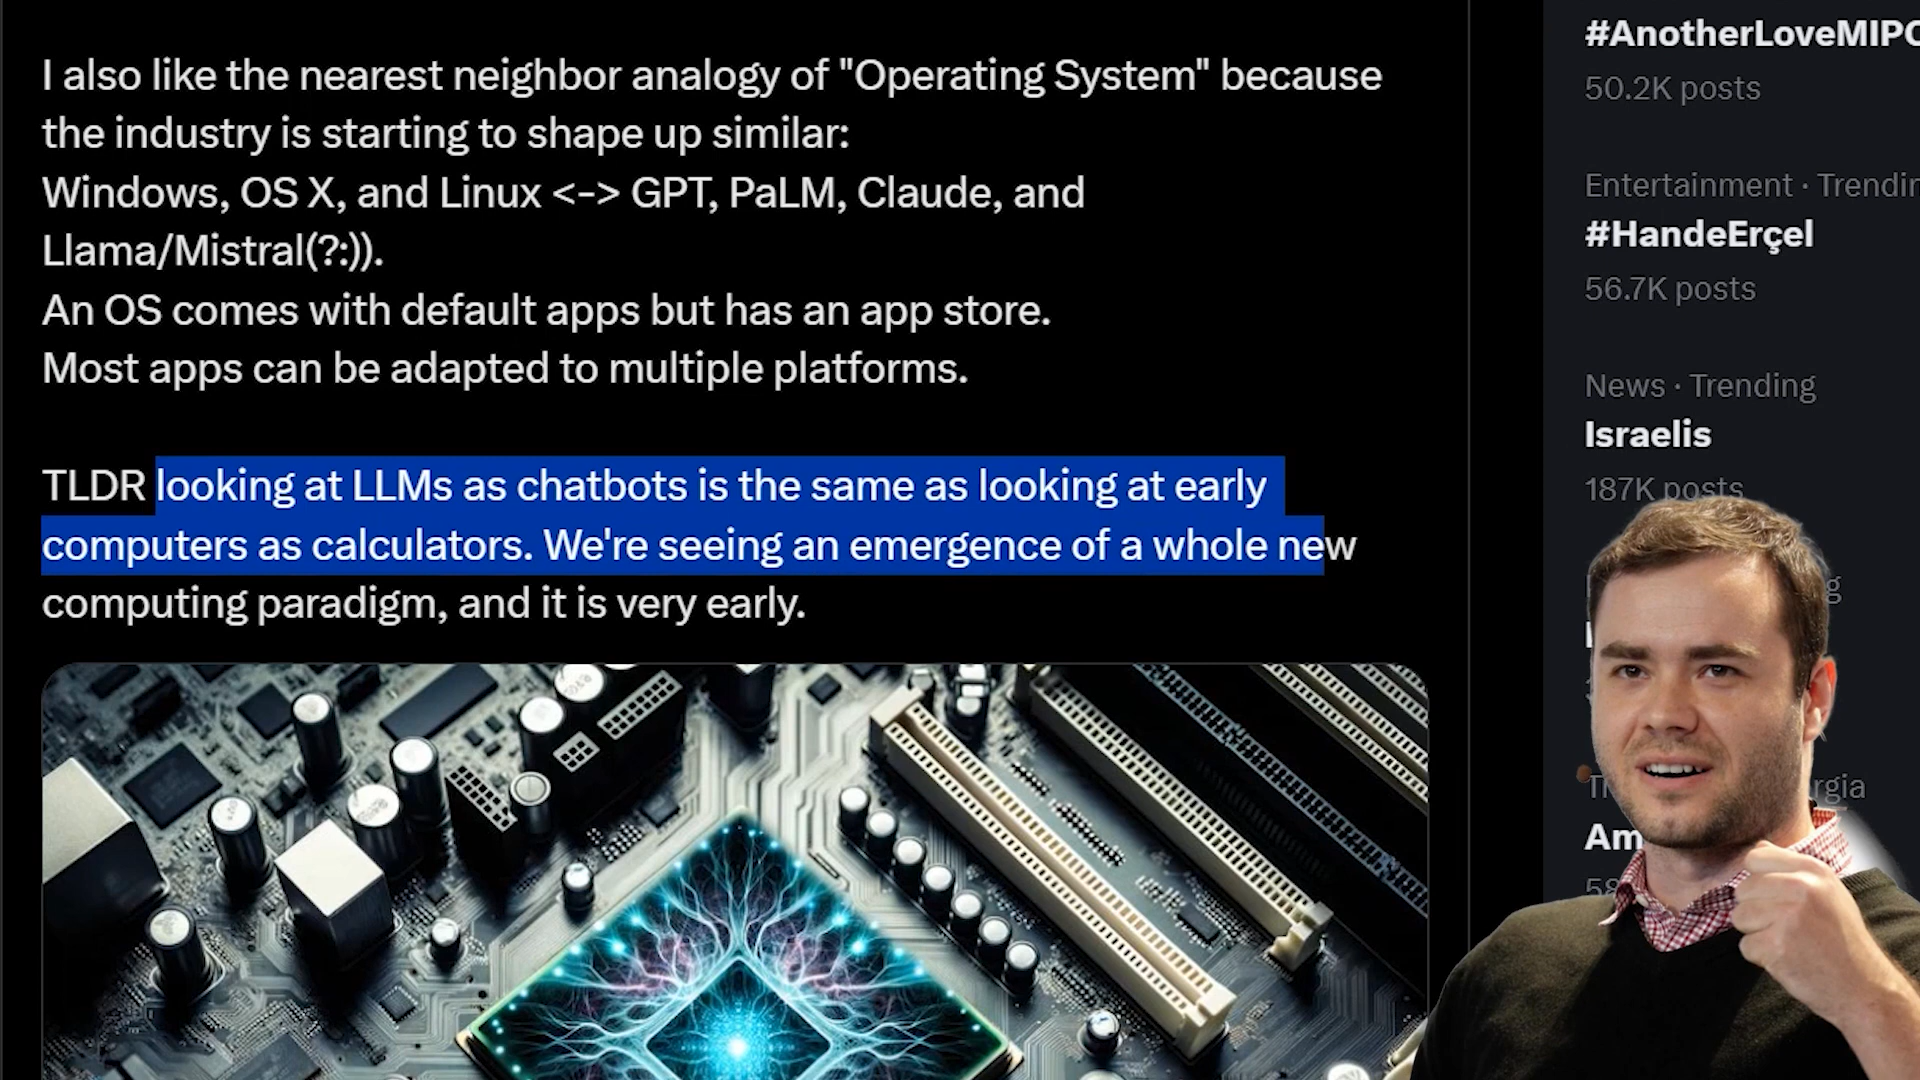 I also like the nearest neighbor analogy of "Operating System" because
the industry is starting to shape up similar:
Windows, OS X, and Linux <-> GPT, PaLM, Claude, and
Llama/Mistral(?:)).
An OS comes with default apps but has an app store.
Most apps can be adapted to multiple platforms.
TLDR looking at LLMs as chatbots is the same as looking at early
computers as calculators. We're seeing an emergence of a whole new
computing paradigm, and it is very early.
50.2K posts
Entertainment ·
#HandeErçel
56.7K posts
News · Trending
Israelis
187K posts